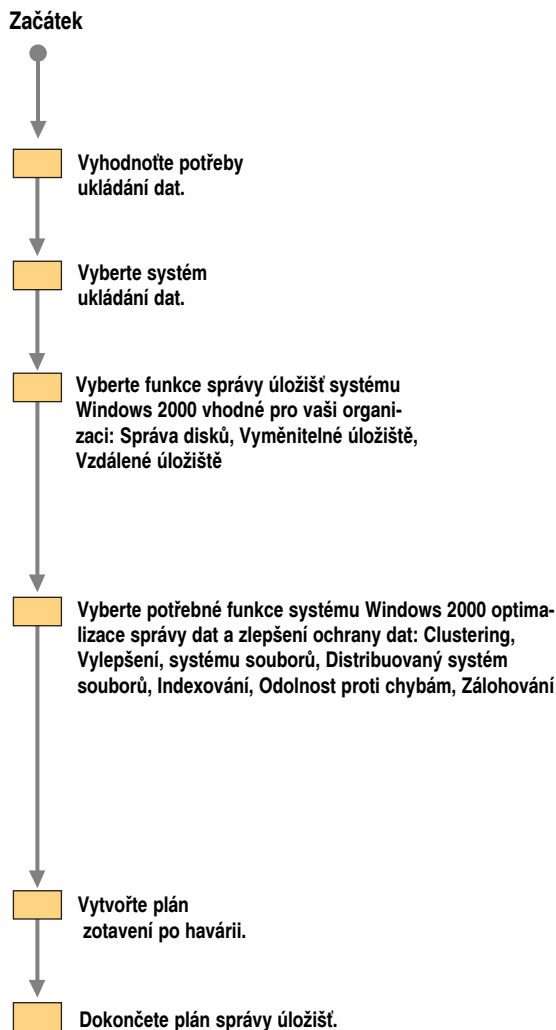 Začátek
Vyhodnoťte potřeby
ukládání dat.
Vyberte systém
ukládání dat.
Vyberte funkce správy úložišť systému
Windows 2000 vhodné pro vaši organi-
zaci: Správa disků, Vyměnitelné úložiště,
Vzdálené úložiště
Vyberte potřebné funkce systému Windows 2000 optima-
lizace správy dat a zlepšení ochrany dat: Clustering,
Vylepšení, systému souborů, Distribuovaný systém
souborů, Indexování, Odolnost proti chybám, Zálohování
Vytvořte plán
zotavení po havárii.
Dokončete plán správy úložišť.